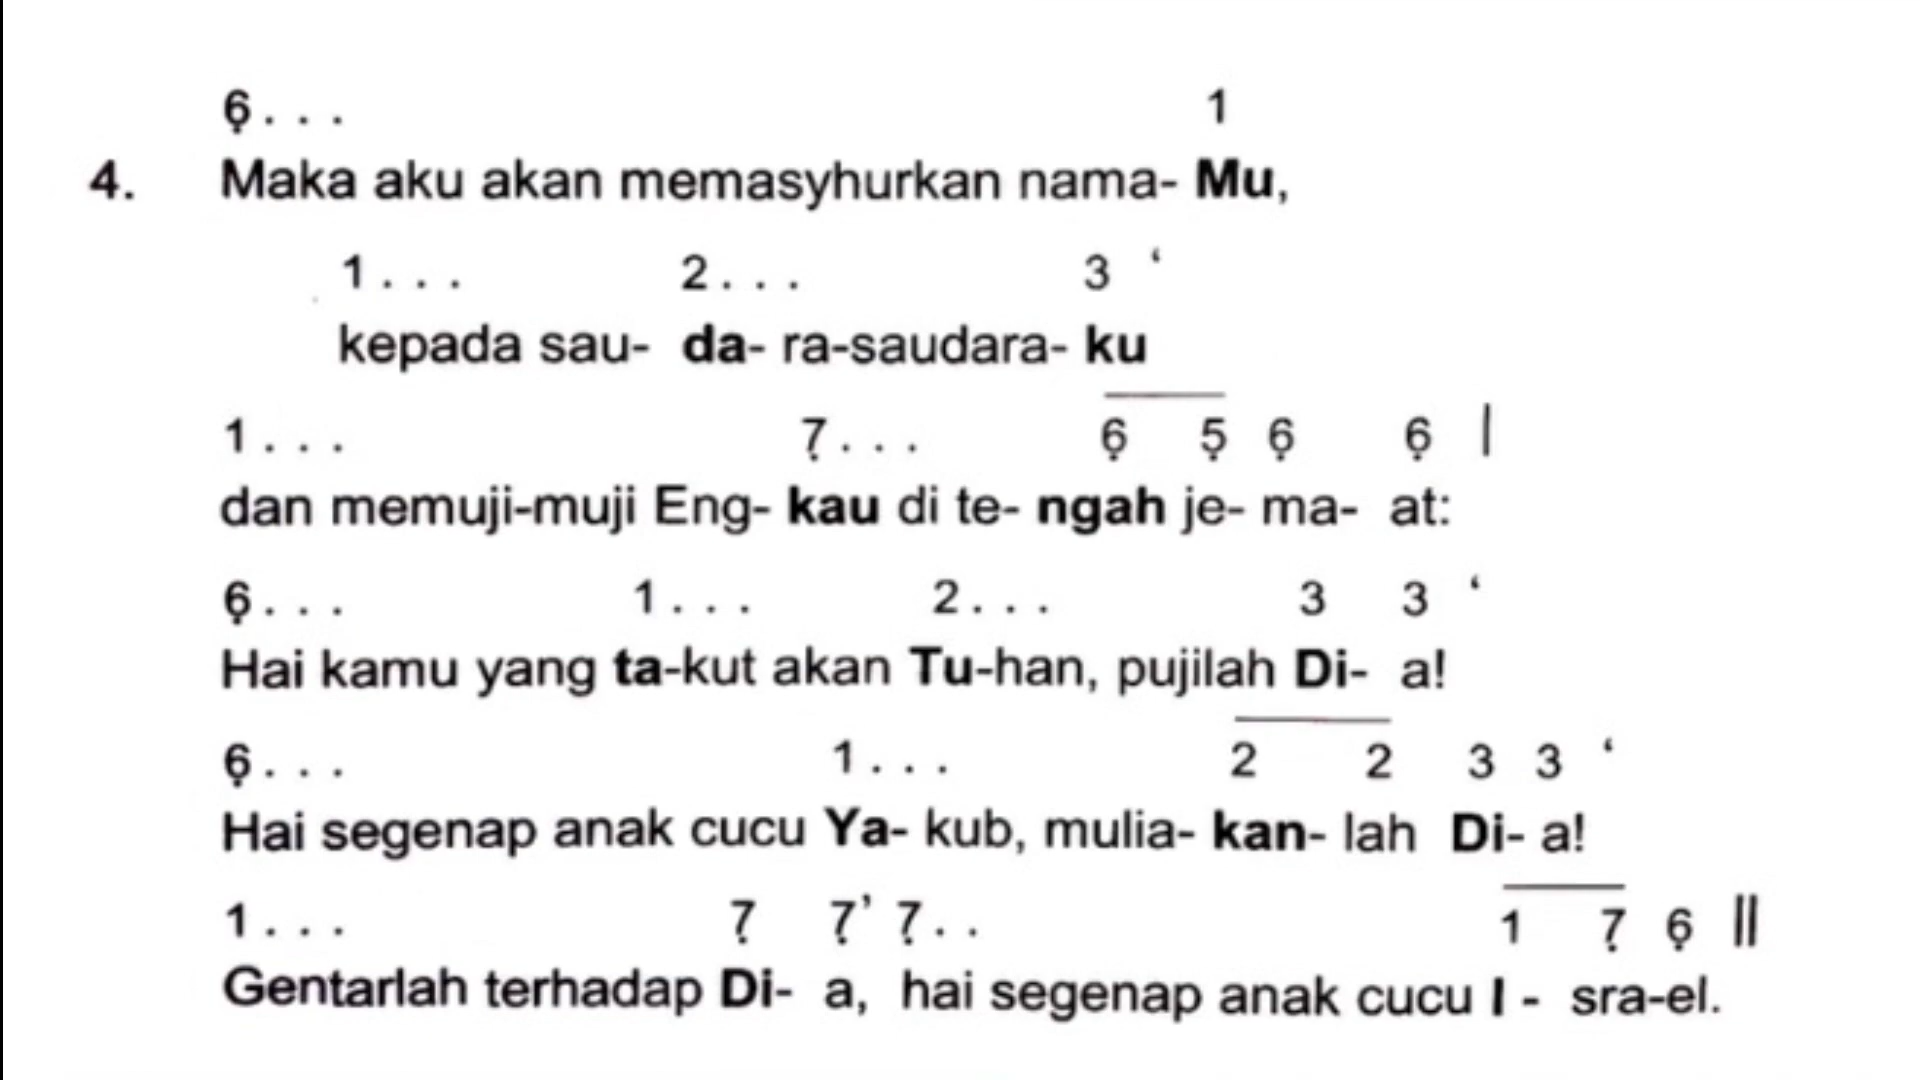 6̣ . . . 1
4. Maka aku akan memasyhurkan nama- Mu,
1 . . . 2 . . . 3 ‘
kepada sau- da- ra-saudara- ku
1 . . . 7̣ . . . 6̣ 5̣ 6̣ 6̣ |
dan memuji-muji Eng- kau di te- ngah je- ma- at:
6̣ . . . 1 . . . 2 . . . 3 3 ‘
Hai kamu yang ta-kut akan Tu-han, pujilah Di- a!
6̣ . . . 1 . . . 2 2 3 3 ‘
Hai segenap anak cucu Ya- kub, mulia- kan- lah Di- a!
1 . . . 7̣ 7̣ ’ 7̣ . . 1 7̣ 6̣ ||
Gentarlah terhadap Di- a, hai segenap anak cucu I - sra-el.